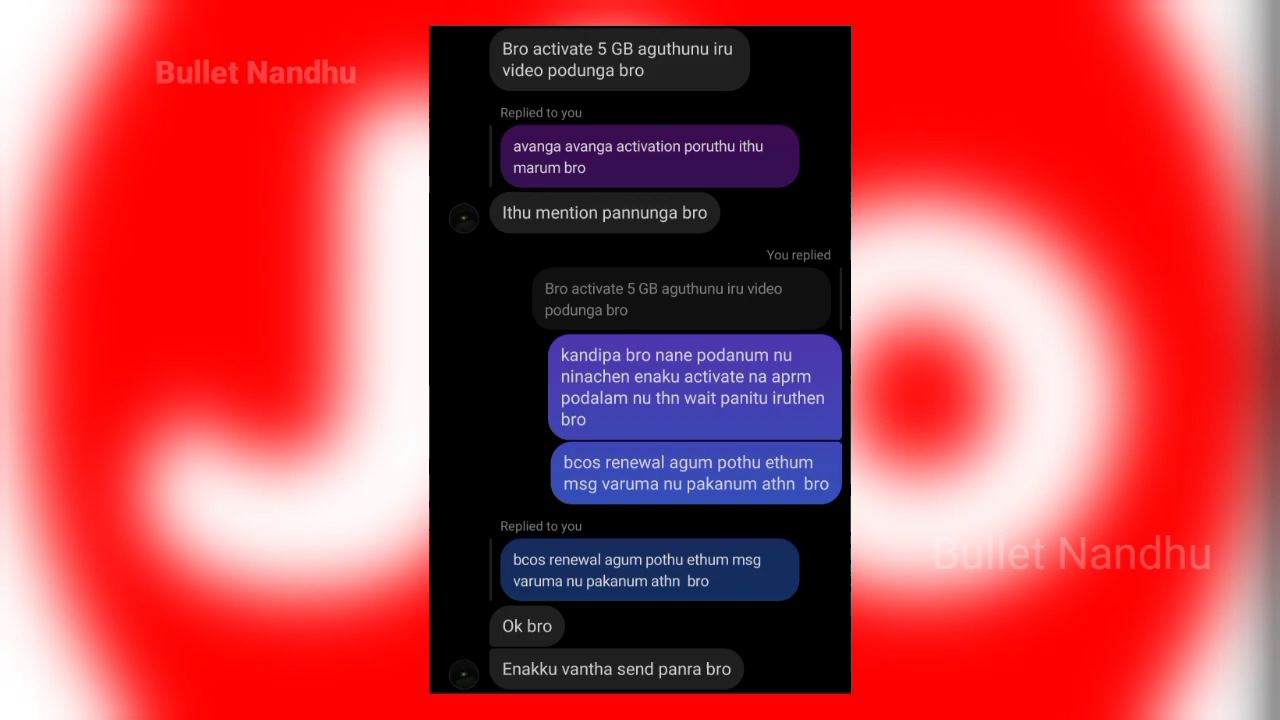 Bullet Nandhu
Bro activate 5 GB aguthunu iru
video podunga bro
Replied to you
avanga avanga activation poruthu ithu
marum bro
Ithu mention pannunga bro
You replied
Bro activate 5 GB aguthunu iru video
podunga bro
kandipa bro nane podanum nu
ninachen enaku activate na aprm
podalam nu thn wait panitu iruthen
bro
bcos renewal agum pothu ethum
msg varuma nu pakanum athn  bro
Replied to you
bcos renewal agum pothu ethum msg
varuma nu pakanum athn  bro
Ok bro
Enakku vantha send panra bro
Bullet Nandhu
Jio